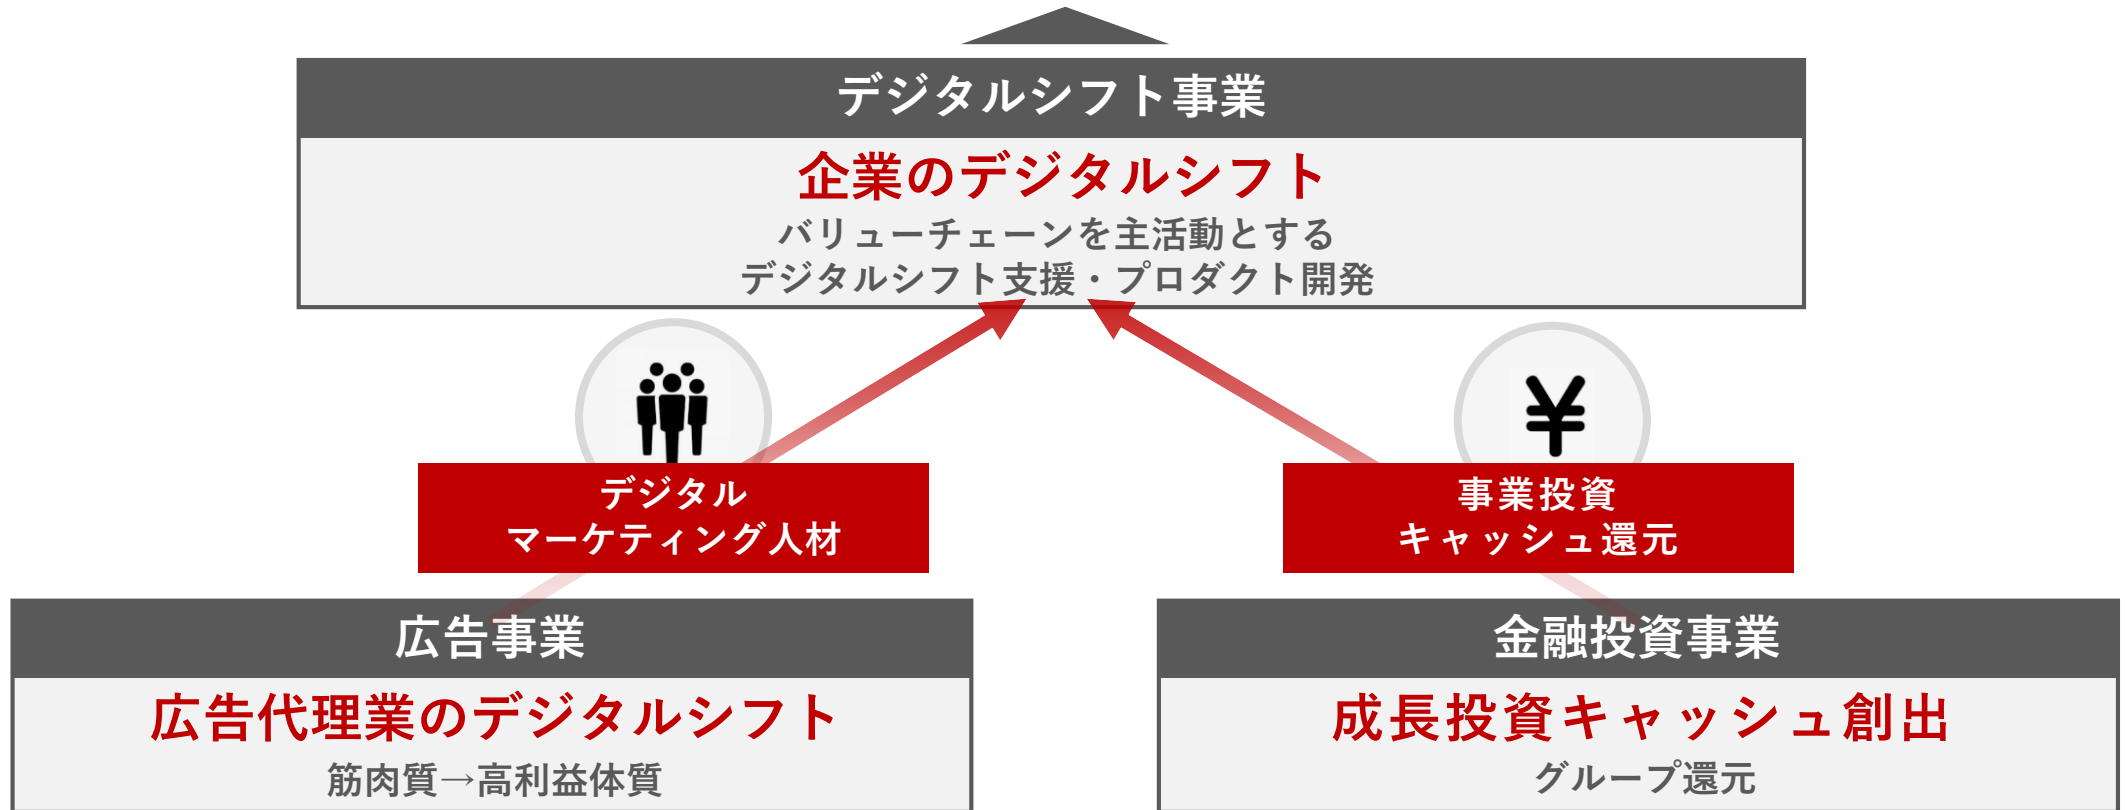 デジタルシフト事業
企業のデジタルシフト
バリューチェーンを主活動とする
デジタルシフト支援・プロダクト開発
¥
デジタル
マーケティング人材
事業投資
キャッシュ還元
広告事業
広告代理業のデジタルシフト
筋肉質→高利益体質
金融投資事業
成長投資キャッシュ創出
グループ還元